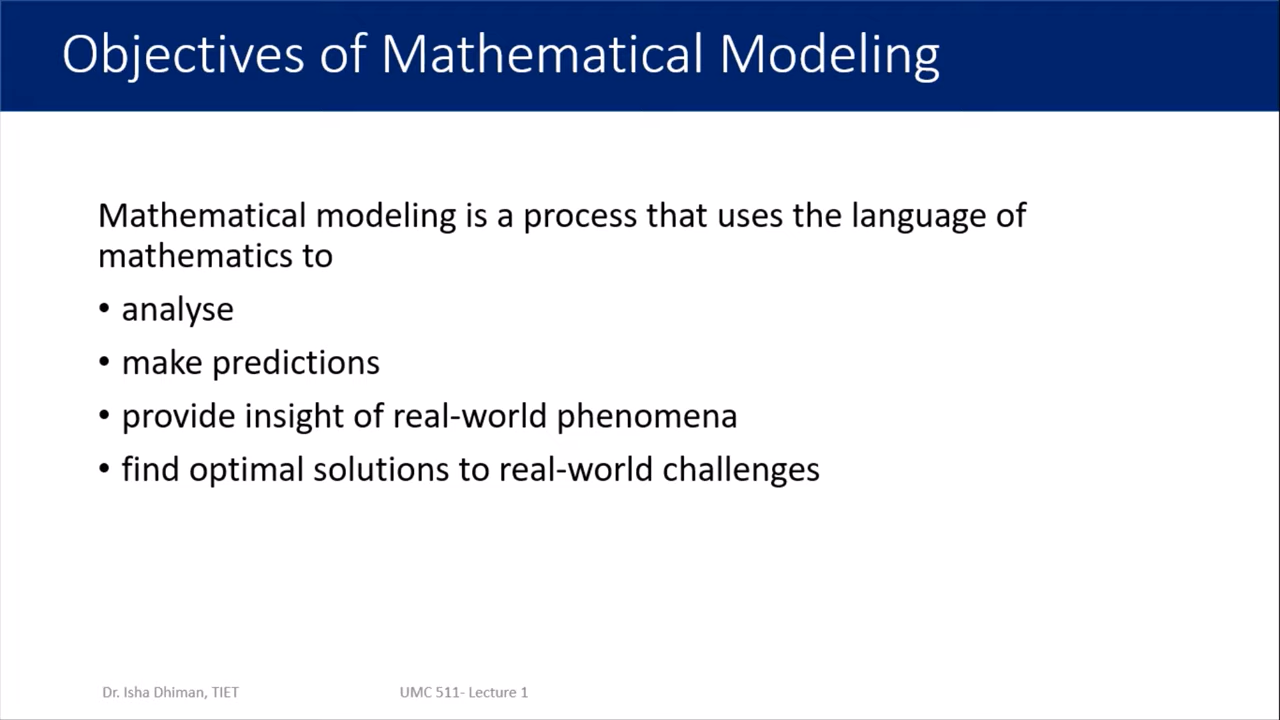 Objectives of Mathematical Modeling
Mathematical modeling is a process that uses the language of
mathematics to
• analyse
• make predictions
• provide insight of real-world phenomena
• find optimal solutions to real-world challenges
Dr. Isha Dhiman, TIET
UMC 511- Lecture 1